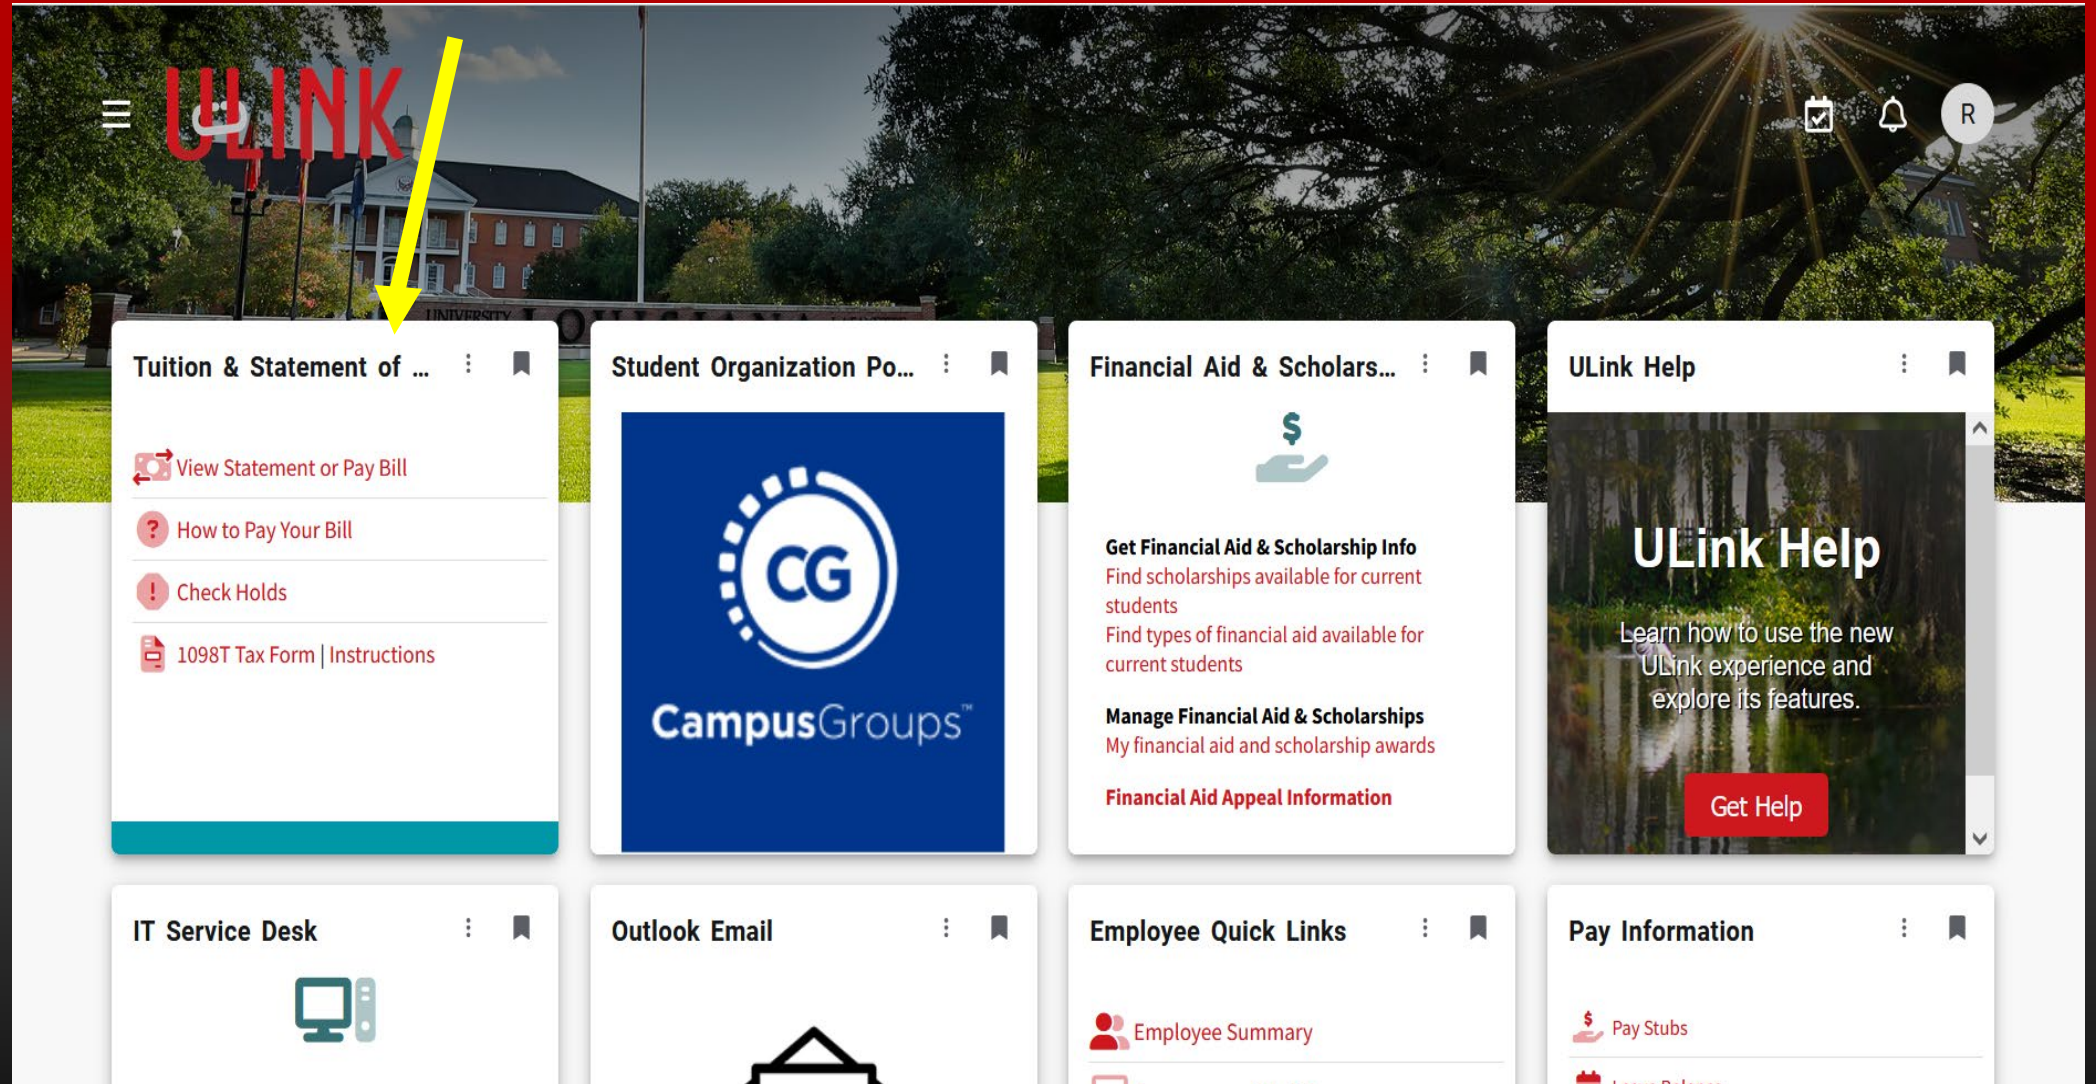 ULINK
R
UNIVERSITY
LOUISIANA
Tuition & Statement of ...
View Statement or Pay Bill
How to Pay Your Bill
Check Holds
1098T Tax Form | Instructions
Student Organization Po...
CG
CampusGroups™
Financial Aid & Scholars...
$
Get Financial Aid & Scholarship Info
Find scholarships available for current
students
Find types of financial aid available for
current students
Manage Financial Aid & Scholarships
My financial aid and scholarship awards
Financial Aid Appeal Information
ULink Help
ULink Help
Learn how to use the new
ULink experience and
explore its features.
Get Help
IT Service Desk
Outlook Email
Employee Quick Links
Employee Summary
Pay Information
Pay Stubs